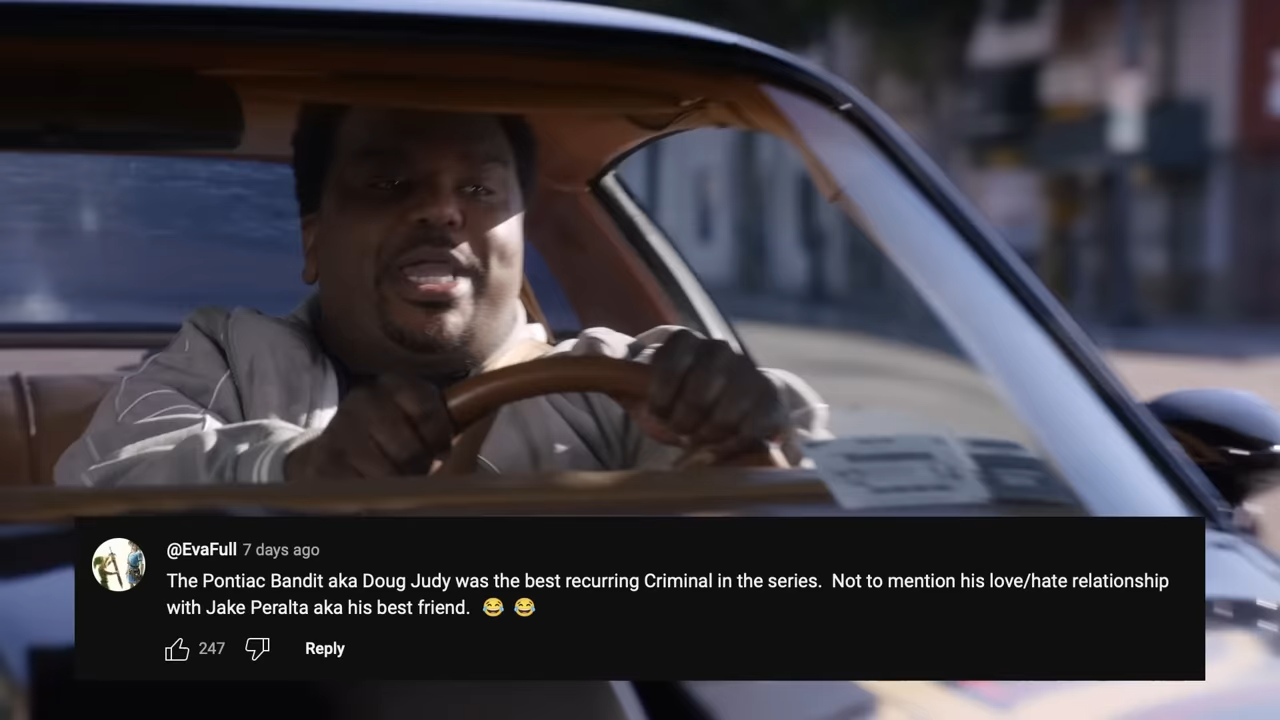 @EvaFull 7 days ago
The Pontiac Bandit aka Doug Judy was the best recurring Criminal in the series.  Not to mention his love/hate relationship
with Jake Peralta aka his best friend.  😂 😂
247 Reply